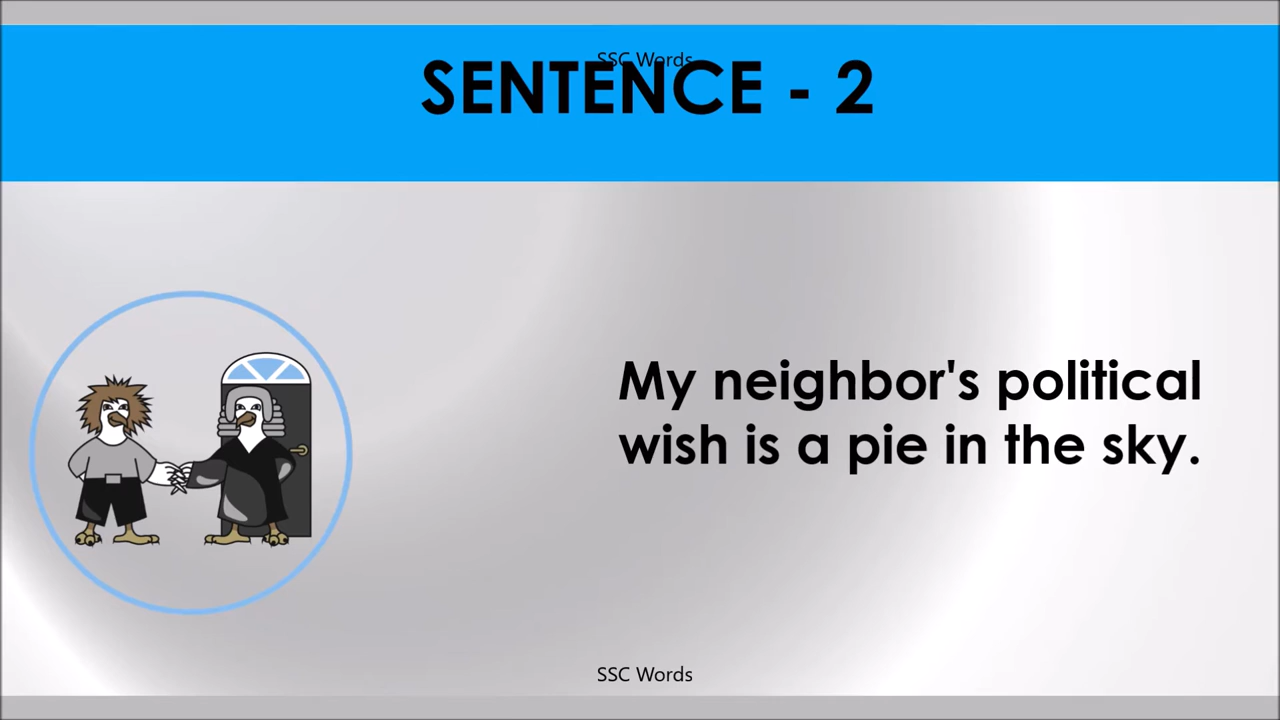 SSC Words
SENTENCE - 2
My neighbor's political
wish is a pie in the sky.
SSC Words